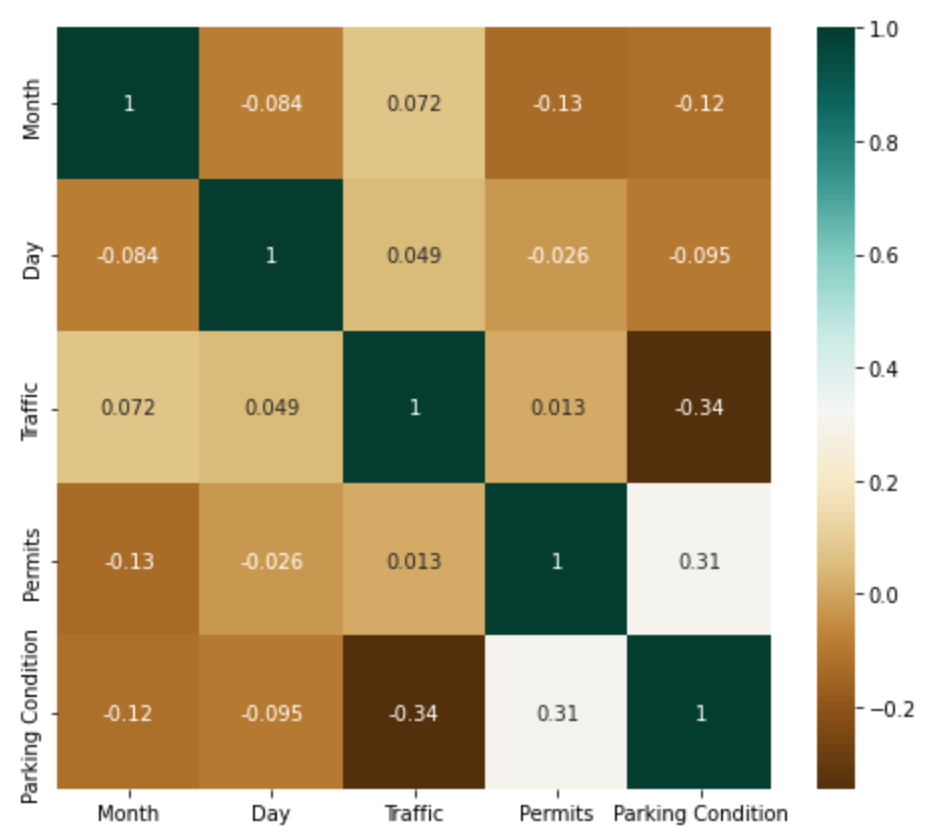 Month 1 -0.084 0.072 -0.13 -0.12
Day -0.084 1 0.049 -0.026 -0.095
Traffic 0.072 0.049 1 0.013 -0.34
Permits -0.13 -0.026 0.013 1 0.31
Parking Condition -0.12 -0.095 -0.34 0.31 1
Month Day Traffic Permits Parking Condition
1.0
0.8
0.6
0.4
0.2
0.0
−0.2